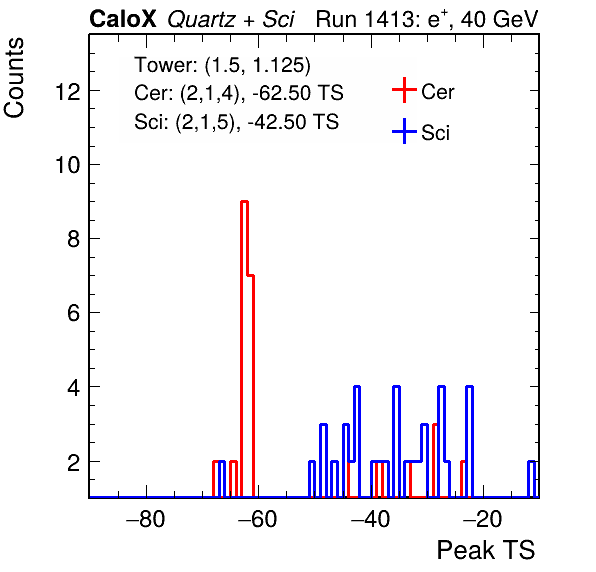 CaloX Quartz + Sci Run 1413: e⁺, 40 GeV
Tower: (1.5, 1.125)
Cer: (2,1,4), -62.50 TS
Sci: (2,1,5), -42.50 TS
Cer
Sci
Counts
12
10
8
6
4
2
−80 −60 −40 −20
Peak TS